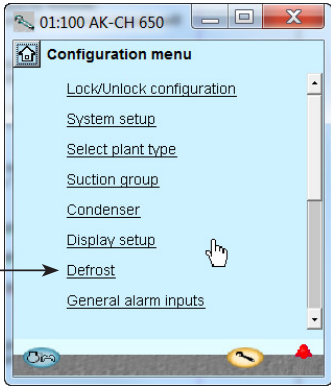 01:100 AK-CH 650
Configuration menu
Lock/Unlock configuration
System setup
Select plant type
Suction group
Condenser
Display setup
Defrost
General alarm inputs